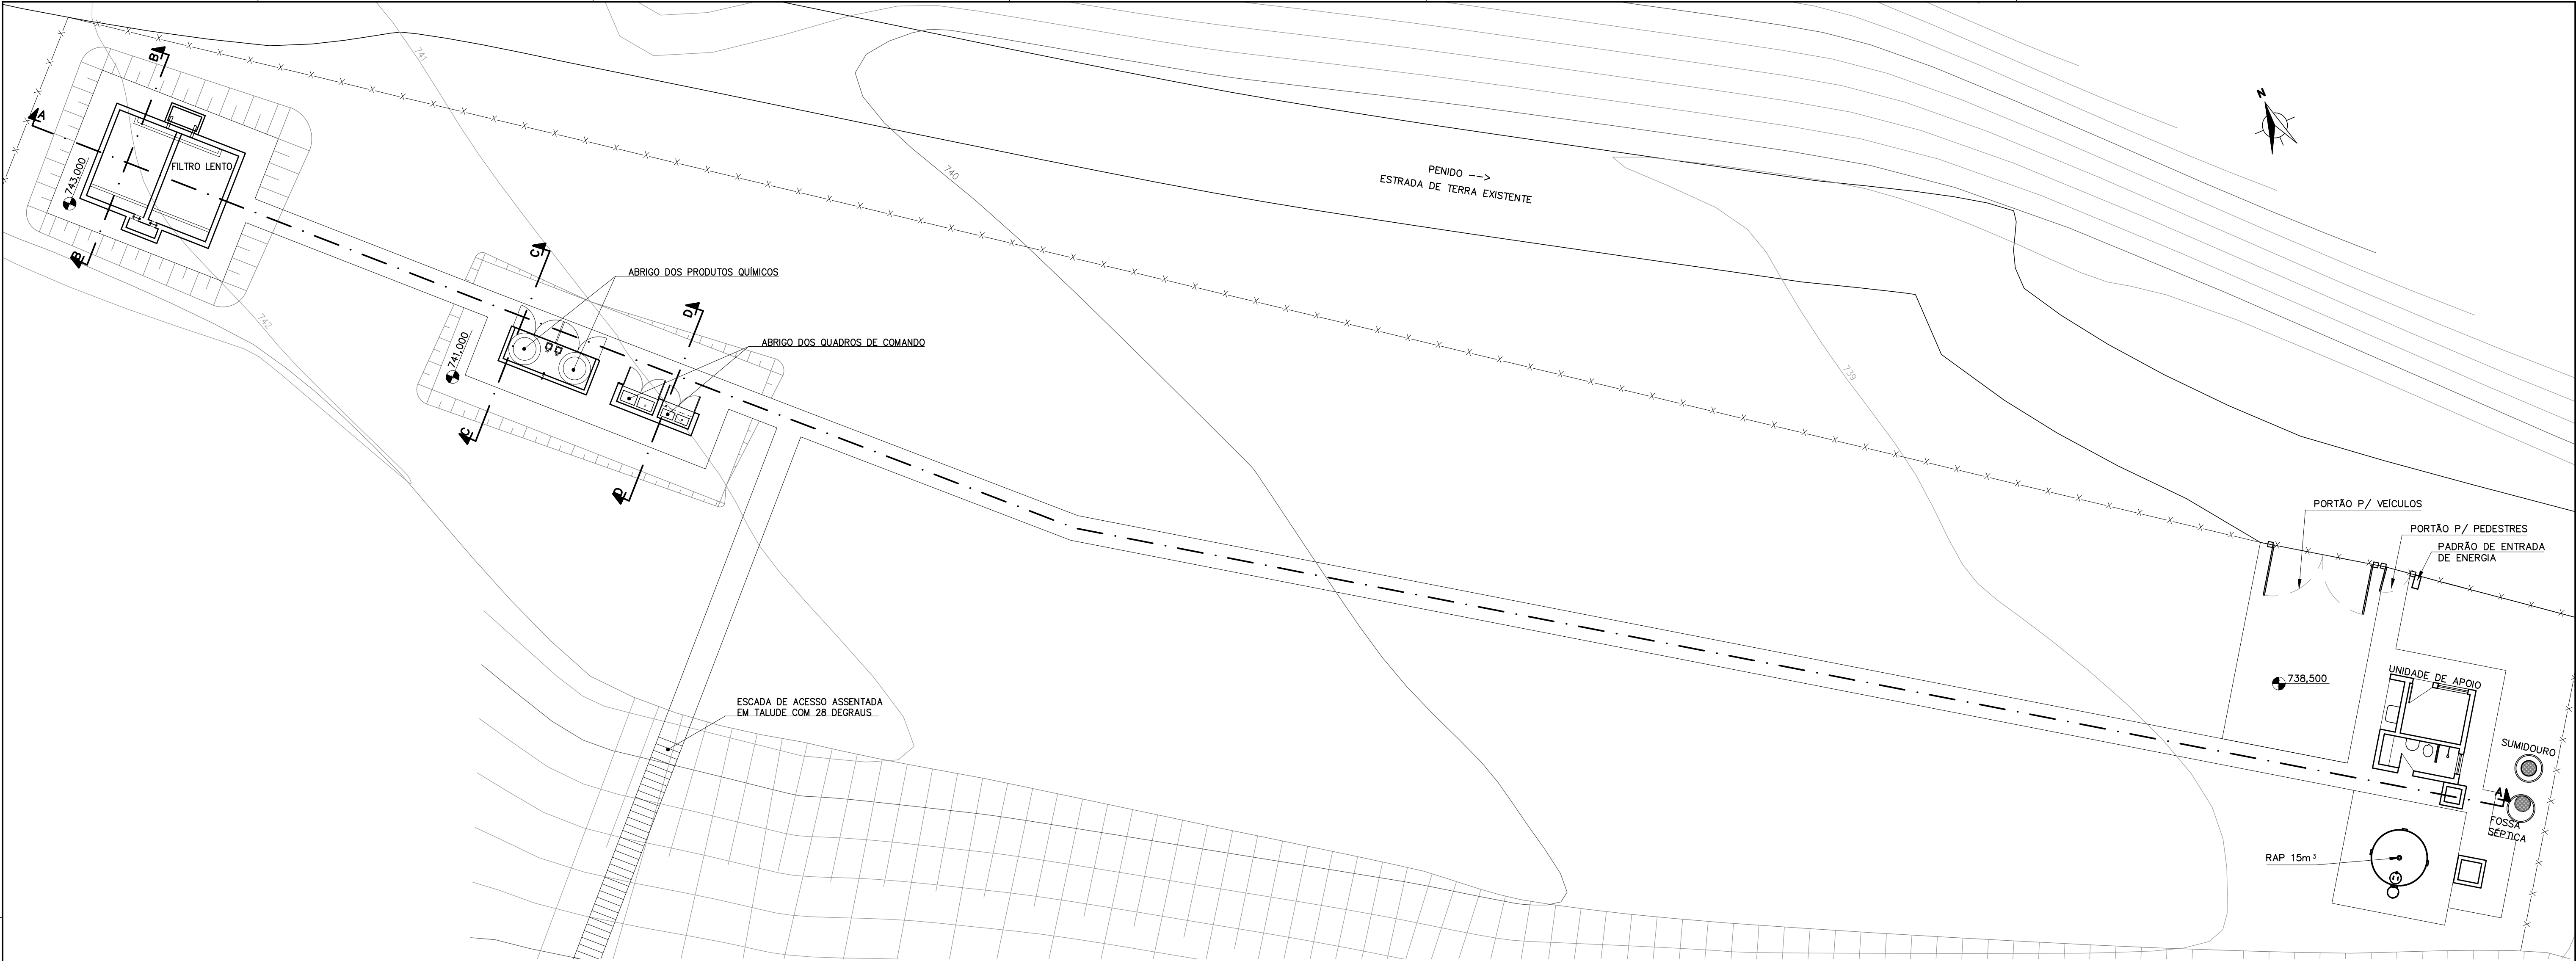 B
741
A
N
FILTRO LENTO
740
PENIDO -->
ESTRADA DE TERRA EXISTENTE
743,000
B
C
ABRIGO DOS PRODUTOS QUÍMICOS
742
D
ABRIGO DOS QUADROS DE COMANDO
741,000
739
C
D
PORTÃO P/ VEÍCULOS
PORTÃO P/ PEDESTRES
PADRÃO DE ENTRADA
DE ENERGIA
738,500
UNIDADE DE APOIO
ESCADA DE ACESSO ASSENTADA
EM TALUDE COM 28 DEGRAUS
SUMIDOURO
A
FOSSA
SÉPTICA
RAP 15m³